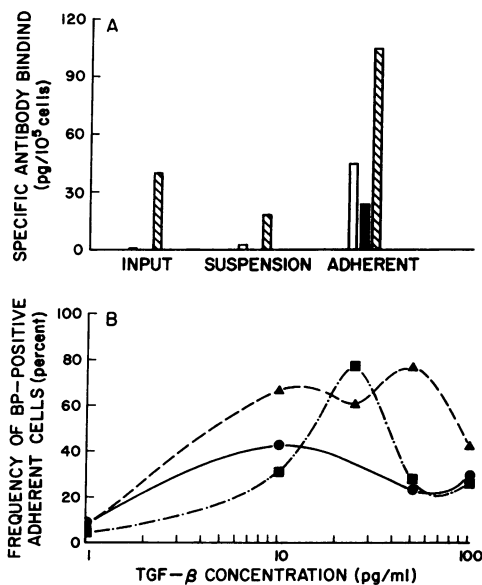 A
SPECIFIC ANTIBODY BINDIND
(pg/10⁵ cells)
120
90
60
30
0
INPUT
SUSPENSION
ADHERENT
B
FREQUENCY OF BP-POSITIVE
ADHERENT CELLS (percent)
100
80
60
40
20
0
1
10
100
TGF-β CONCENTRATION (pg/ml)